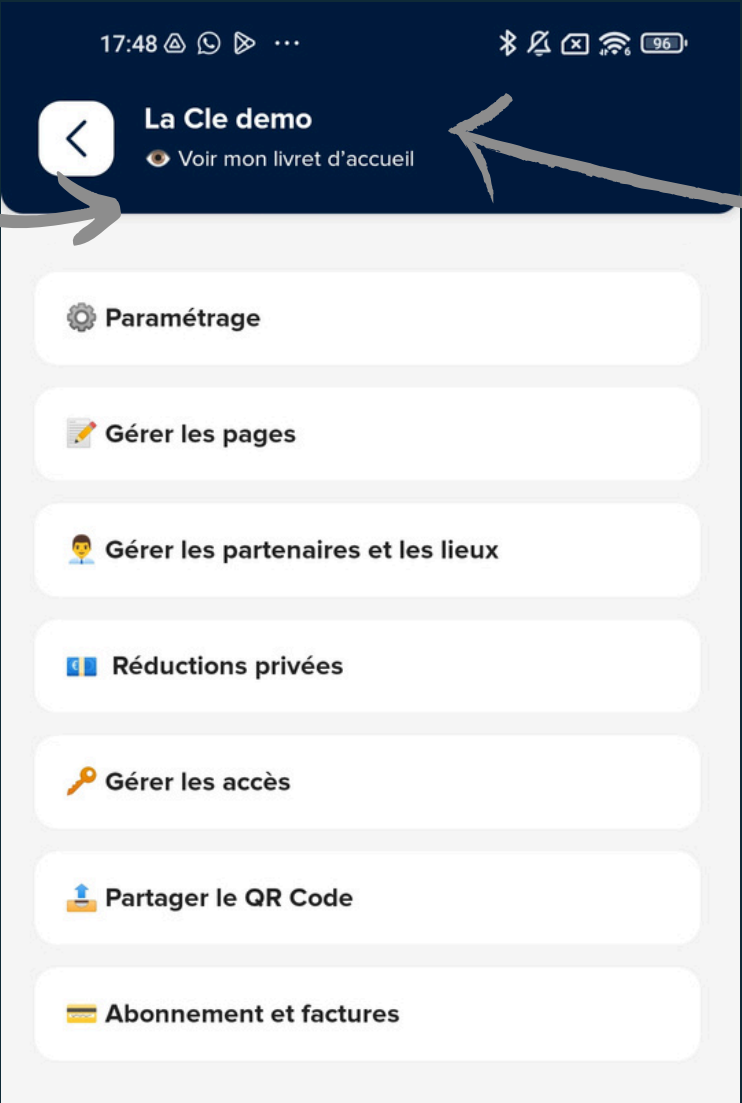 17:48
96
La Cle demo
Voir mon livret d'accueil
Paramétrage
Gérer les pages
Gérer les partenaires et les lieux
Réductions privées
Gérer les accès
Partager le QR Code
Abonnement et factures